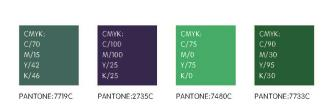 CMYK:
C/70
M/15
Y/42
K/46
PANTONE:7719C
CMYK:
C/100
M/100
Y/25
K/25
PANTONE:2735C
CMYK:
C/75
M/0
Y/75
K/0
PANTONE:7480C
CMYK:
C/90
M/30
Y/95
K/30
PANTONE:7733C